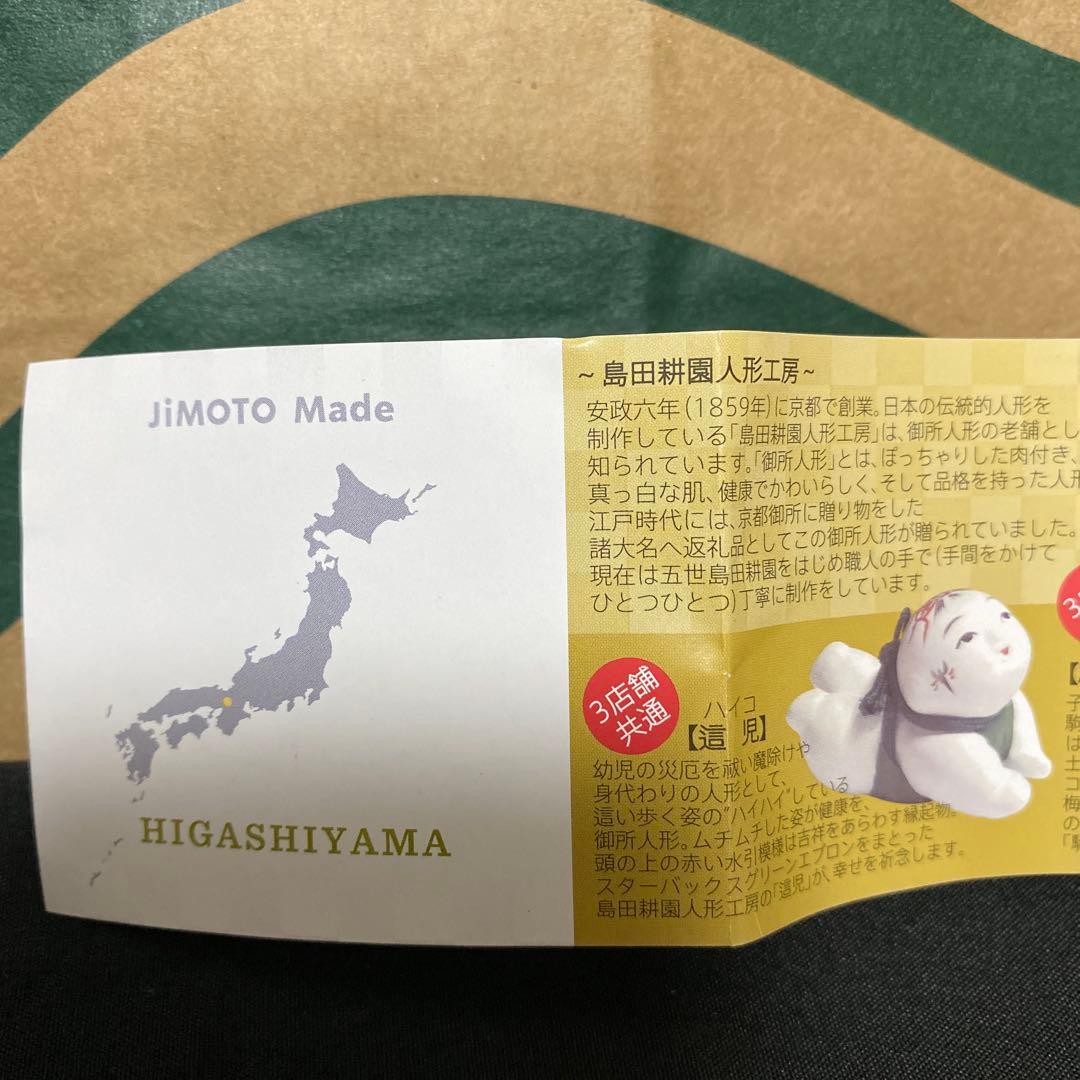 JiMOTO Made
HIGASHIYAMA
~ 島田耕園人形工房~
安政六年(1859年)に京都で創業。日本の伝統的人形を
制作している「島田耕園人形工房」は、御所人形の老舗とし
知られています。「御所人形」とは、ぽっちゃりした肉付き、
真っ白な肌、健康でかわいらしく、そして品格を持った人形
江戸時代には、京都御所に贈り物をした
諸大名へ返礼品としてこの御所人形が贈られていました。
現在は五世島田耕園をはじめ職人の手で(手間をかけて
ひとつひとつ)丁寧に制作をしています。
3店舗
共通
ハイコ
【這児】
幼児の災厄を祓い魔除けや
身代わりの人形として、
這い歩く姿の"ハイハイ"している
御所人形。ムチムチした姿が健康を、
頭の上の赤い水引模様は吉祥をあらわす縁起物。
スターバックスグリーンエプロンをまとった
島田耕園人形工房の「這児」が、幸せを祈念します。
3
子
駒
は
土
コ
梅
の